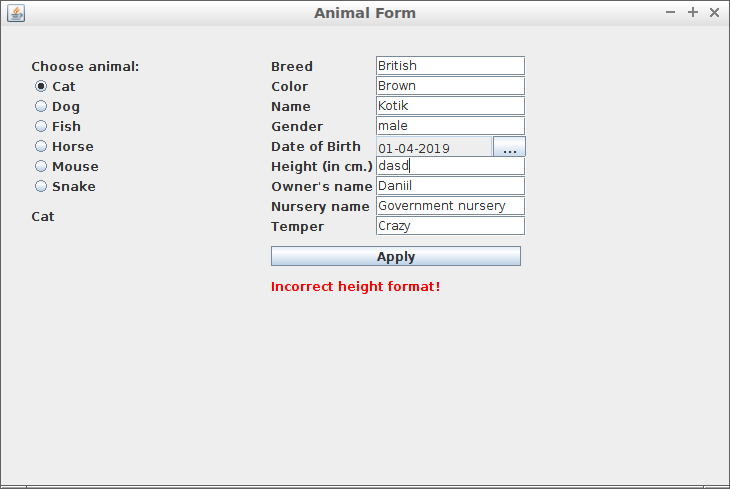 Animal Form
Choose animal:
Cat
Dog
Fish
Horse
Mouse
Snake
Cat
Breed British
Color Brown
Name Kotik
Gender male
Date of Birth 01-04-2019 ...
Height (in cm.) dasd
Owner's name Daniil
Nursery name Government nursery
Temper Crazy
Apply
Incorrect height format!